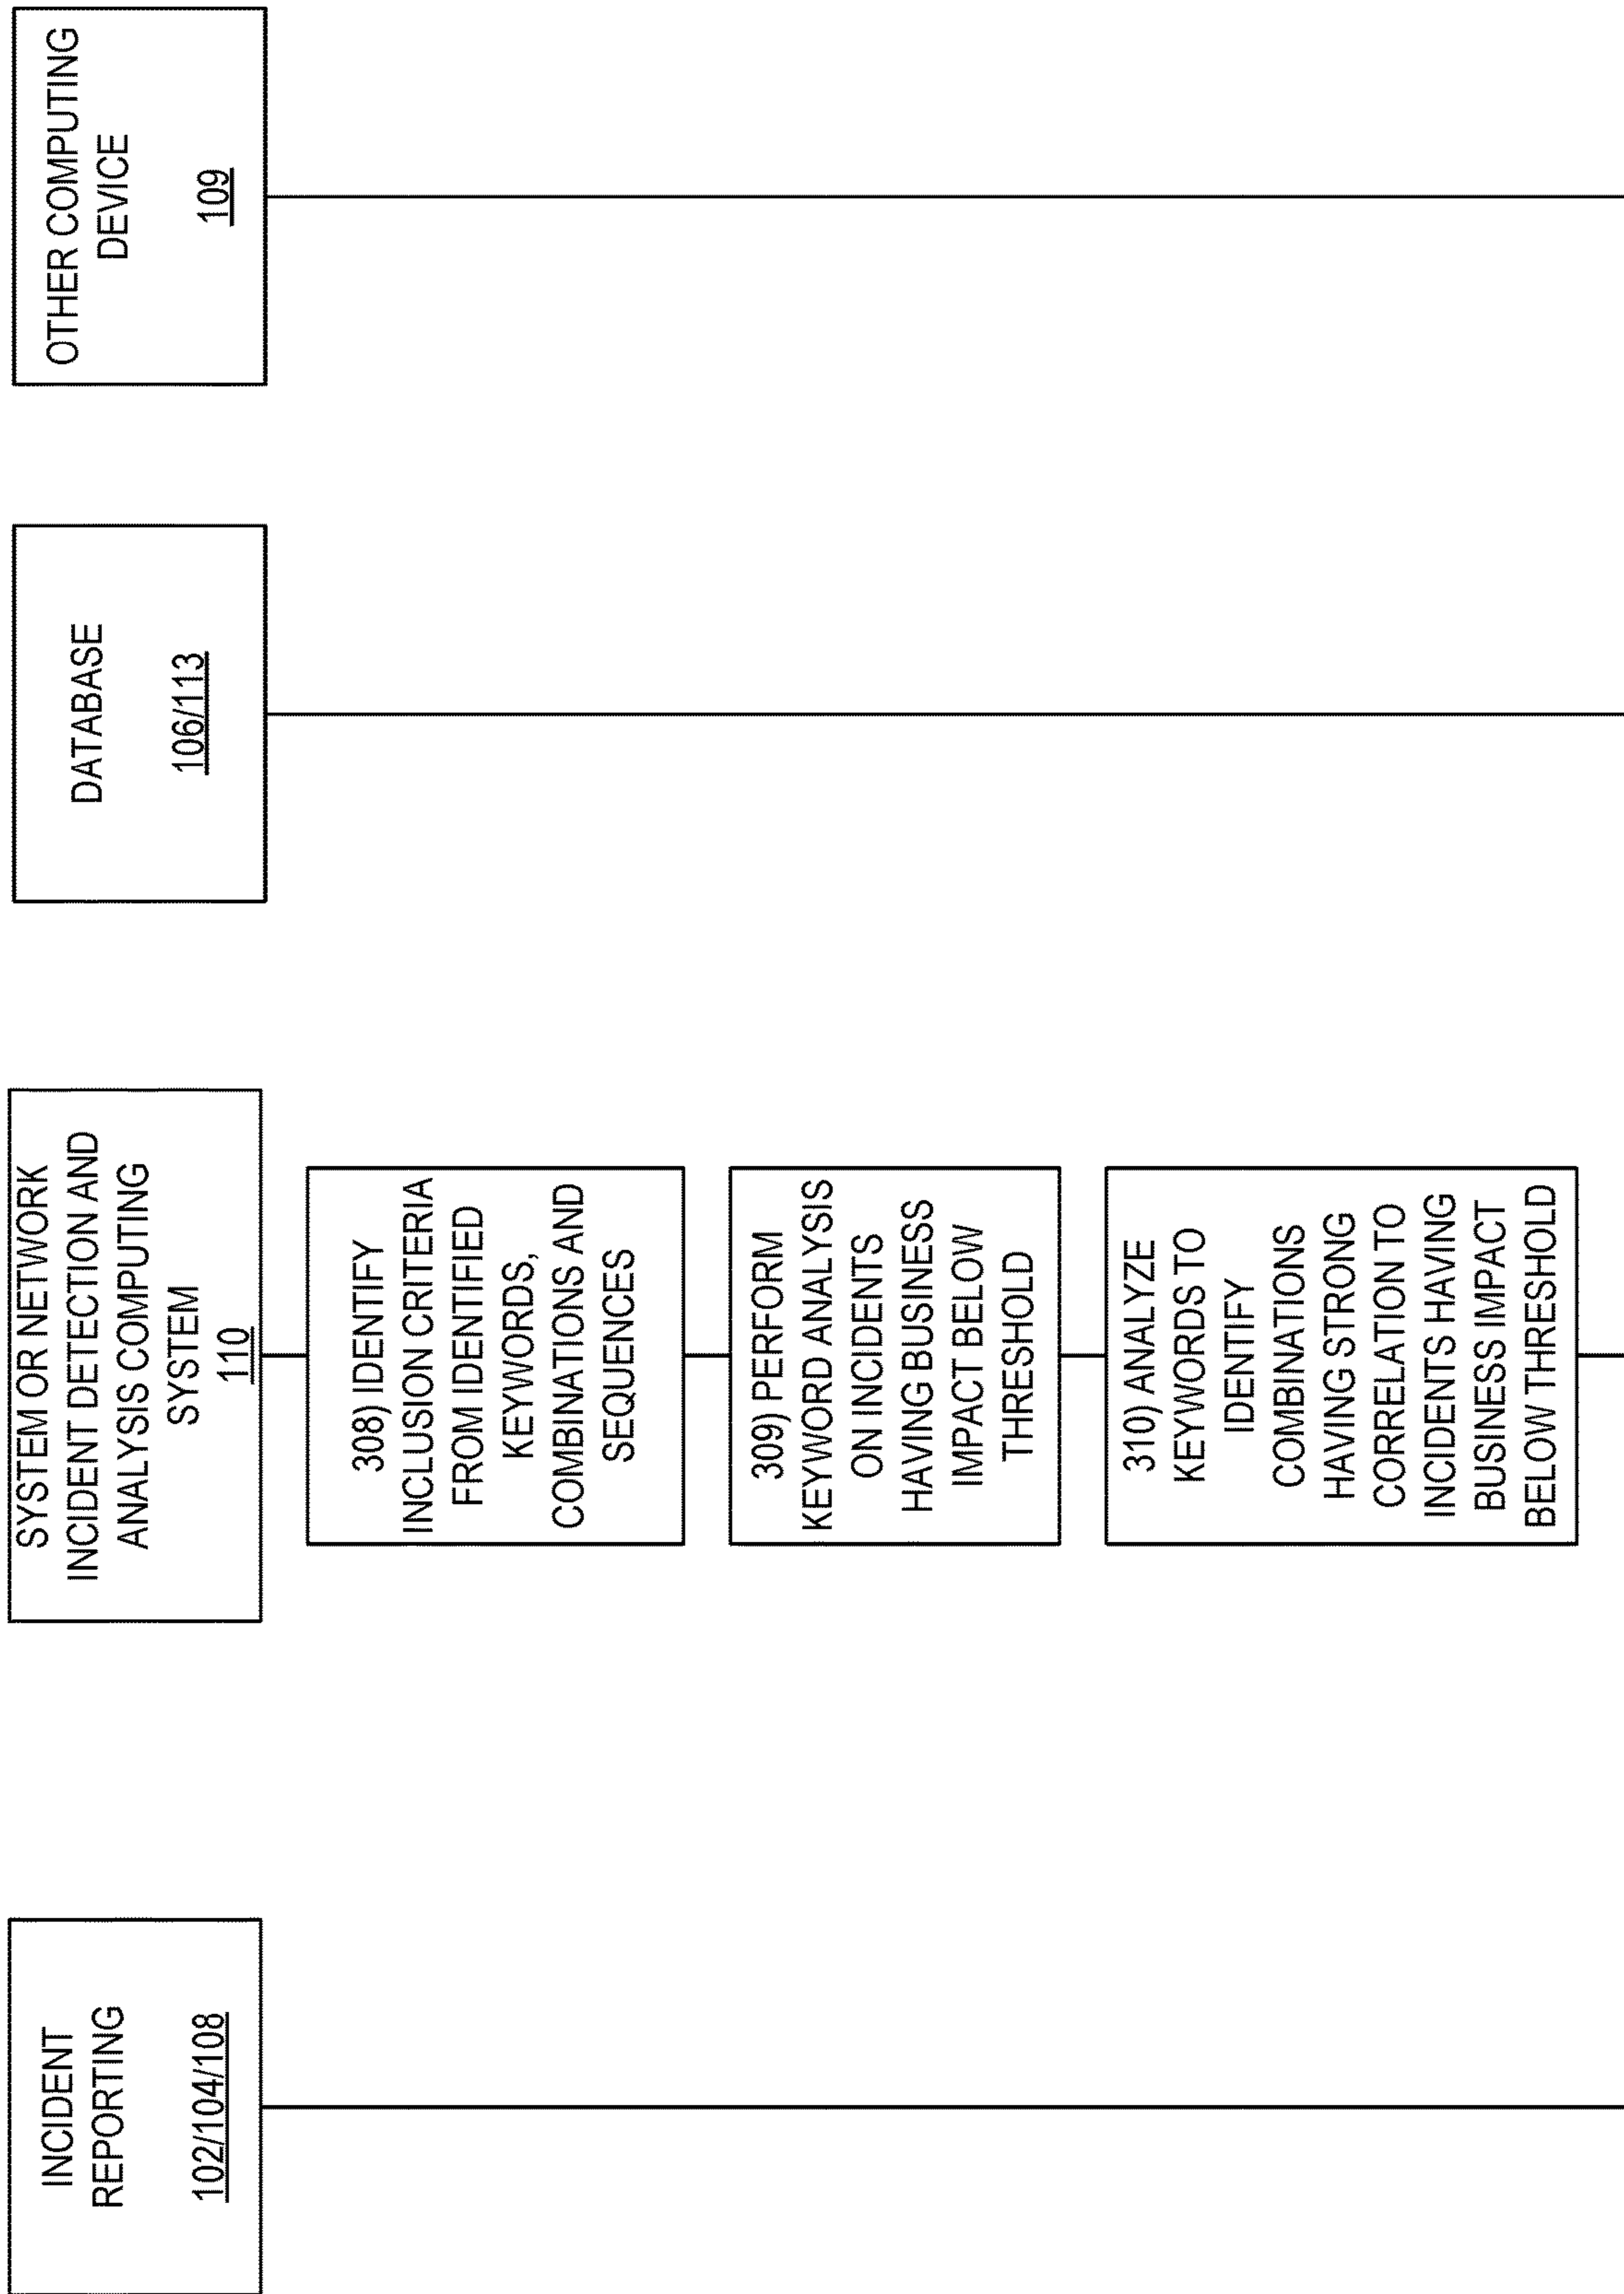 INCIDENT
REPORTING
102/104/108
SYSTEM OR NETWORK
INCIDENT DETECTION AND
ANALYSIS COMPUTING
SYSTEM
110
DATABASE
106/113
OTHER COMPUTING
DEVICE
109
308) IDENTIFY
INCLUSION CRITERIA
FROM IDENTIFIED
KEYWORDS,
COMBINATIONS AND
SEQUENCES
309) PERFORM
KEYWORD ANALYSIS
ON INCIDENTS
HAVING BUSINESS
IMPACT BELOW
THRESHOLD
310) ANALYZE
KEYWORDS TO
IDENTIFY
COMBINATIONS
HAVING STRONG
CORRELATION TO
INCIDENTS HAVING
BUSINESS IMPACT
BELOW THRESHOLD